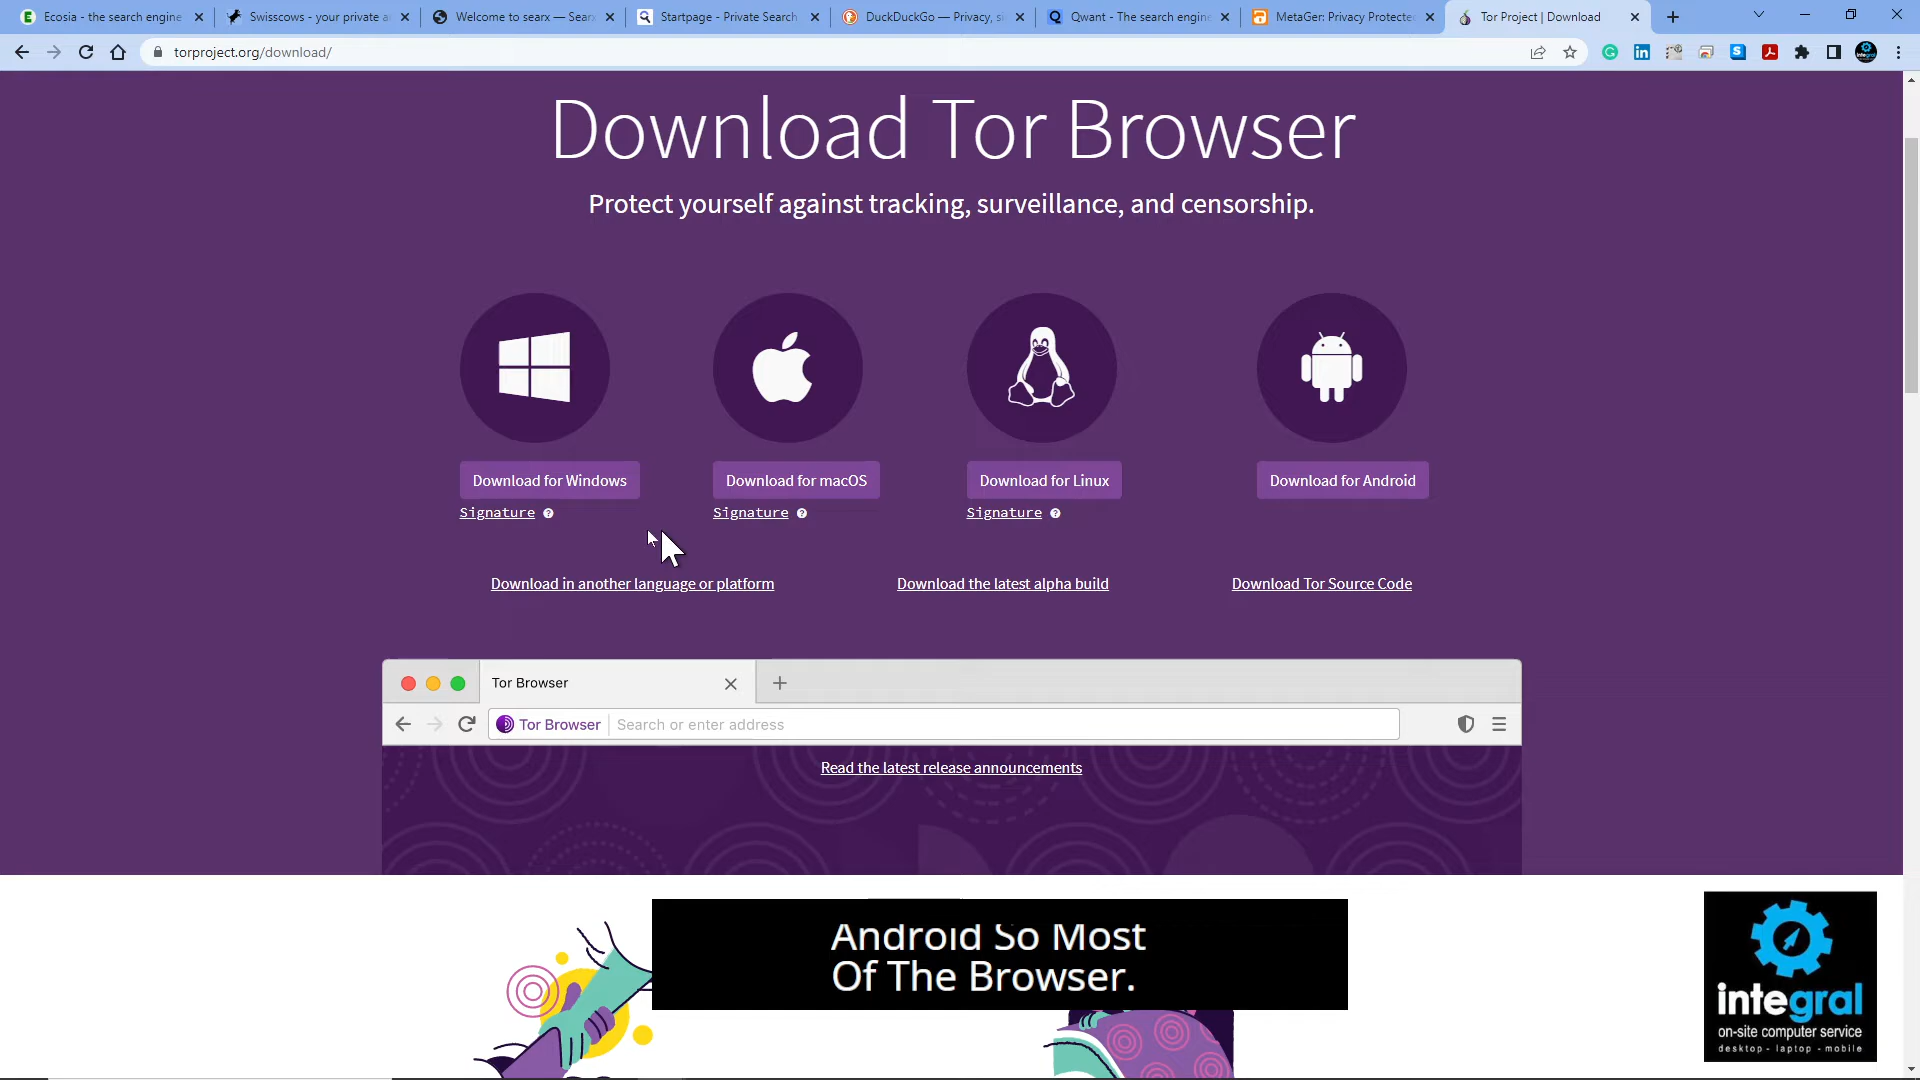 Ecosia - the search engine
Swisscows - your private a
Welcome to searx — Sear
Startpage - Private Search
DuckDuckGo — Privacy, s
Qwant - The search engine
MetaGer: Privacy Protecte
Tor Project | Download
torproject.org/download/
Download Tor Browser
Protect yourself against tracking, surveillance, and censorship.
Download for Windows
Download for macOS
Download for Linux
Download for Android
Signature
Signature
Signature
Download in another language or platform
Download the latest alpha build
Download Tor Source Code
Tor Browser
Tor Browser
Search or enter address
Read the latest release announcements
Android So Most
Of The Browser.
integral
on-site computer service
desktop - laptop - mobile